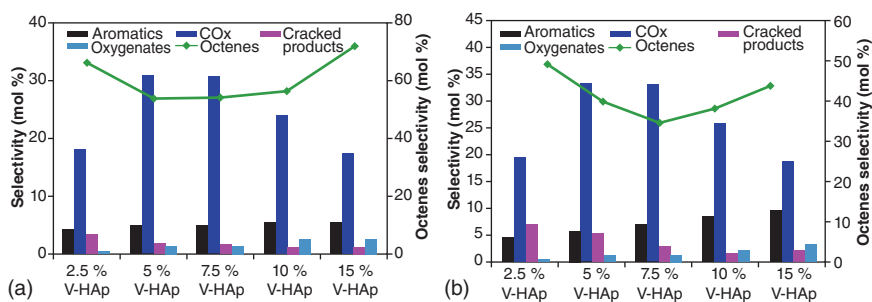 Aromatics COx Cracked products
Oxygenates Octenes
Selectivity (mol %)
40
30
20
10
0
Octenes selectivity (mol %)
80
60
40
20
0
2.5 % 5 % 7.5 % 10 % 15 %
V-HAp V-HAp V-HAp V-HAp V-HAp
(a)
Aromatics COx Cracked products
Oxygenates Octenes
Selectivity (mol %)
45
40
35
30
25
20
15
10
5
0
Octenes selectivity (mol %)
60
50
40
30
20
10
0
2.5 % 5 % 7.5 % 10 % 15 %
V-HAp V-HAp V-HAp V-HAp V-HAp
(b)